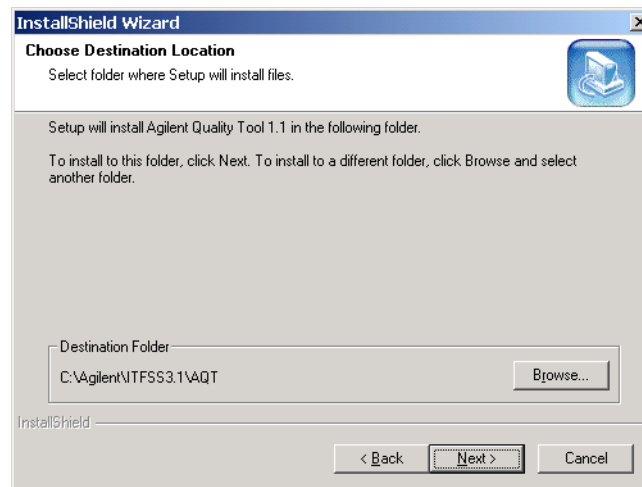 InstallShield Wizard
Choose Destination Location
Select folder where Setup will install files.
Setup will install Agilent Quality Tool 1.1 in the following folder.
To install to this folder, click Next. To install to a different folder, click Browse and select
another folder.
Destination Folder
C:\Agilent\ITFSS3.1\AQT
Browse...
InstallShield
< Back
Next >
Cancel